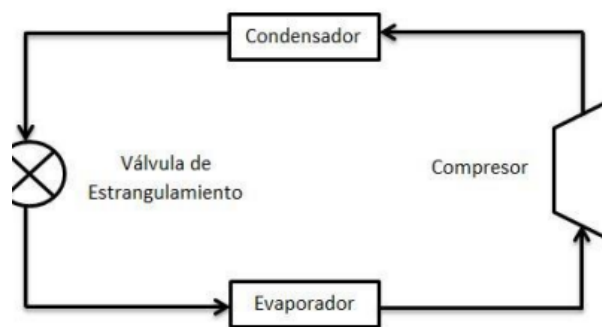 Condensador
Válvula de
Estrangulamiento
Compresor
Evaporador